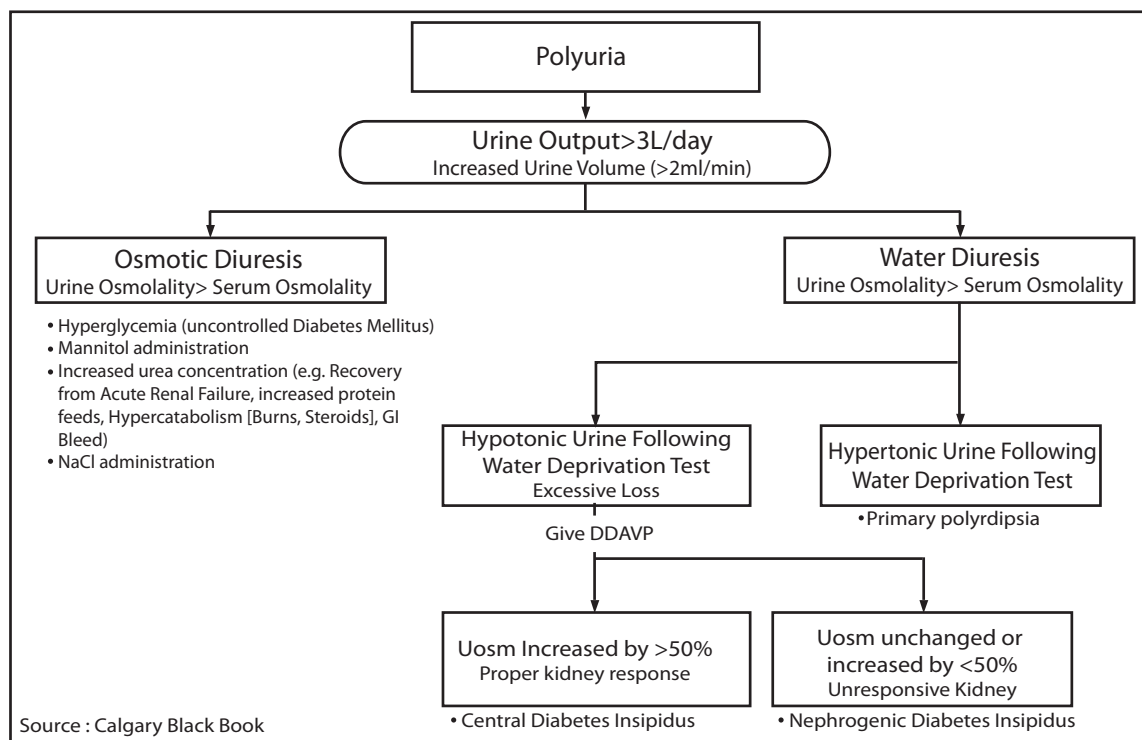 Polyuria
Urine Output>3L/day
Increased Urine Volume (>2ml/min)
Osmotic Diuresis
Urine Osmolality> Serum Osmolality
• Hyperglycemia (uncontrolled Diabetes Mellitus)
• Mannitol administration
• Increased urea concentration (e.g. Recovery
from Acute Renal Failure, increased protein
feeds, Hypercatabolism [Burns, Steroids], GI
Bleed)
• NaCl administration
Water Diuresis
Urine Osmolality> Serum Osmolality
Hypotonic Urine Following
Water Deprivation Test
Excessive Loss
Hypertonic Urine Following
Water Deprivation Test
•Primary polyrdipsia
Give DDAVP
Uosm Increased by >50%
Proper kidney response
• Central Diabetes Insipidus
Uosm unchanged or
increased by <50%
Unresponsive Kidney
• Nephrogenic Diabetes Insipidus
Source : Calgary Black Book